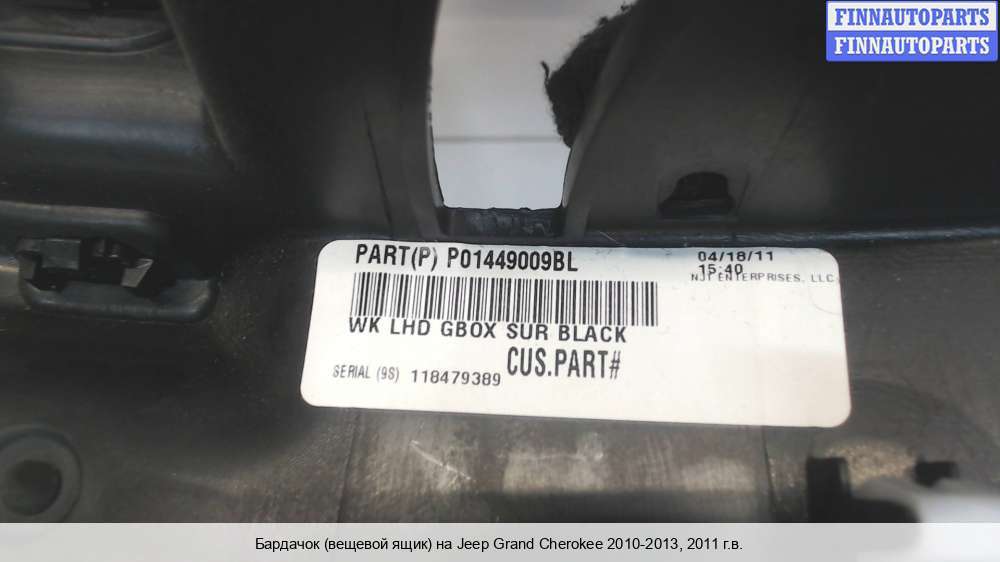 FINNAUTOPARTS
FINNAUTOPARTS
PART(P) P01449009BL
04/18/11
15:40
NJT ENTERPRISES, LLC.
WK LHD GBOX SUR BLACK
CUS.PART#
SERIAL (9S) 118479389
Бардачок (вещевой ящик) на Jeep Grand Cherokee 2010-2013, 2011 г.в.